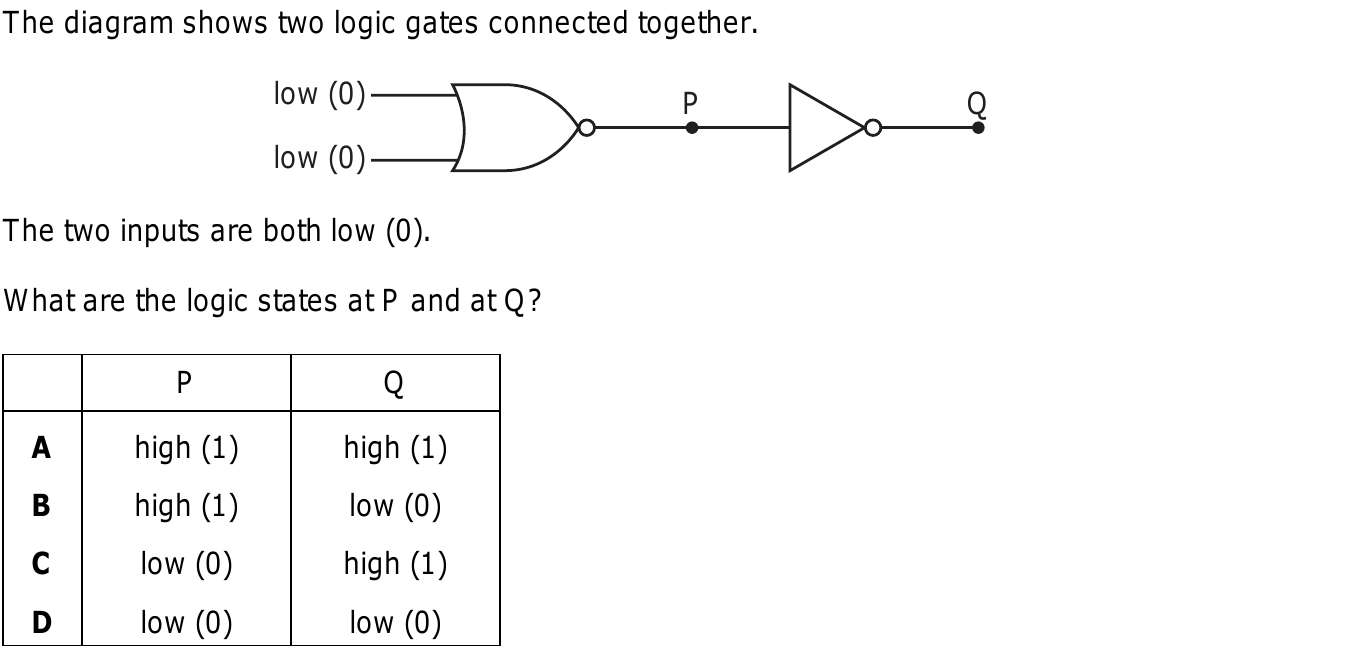 The diagram shows two logic gates connected together.
low (0)
P
Q
low (0)
The two inputs are both low (0).
What are the logic states at P and at Q?
P Q
A high (1) high (1)
B high (1) low (0)
C low (0) high (1)
D low (0) low (0)